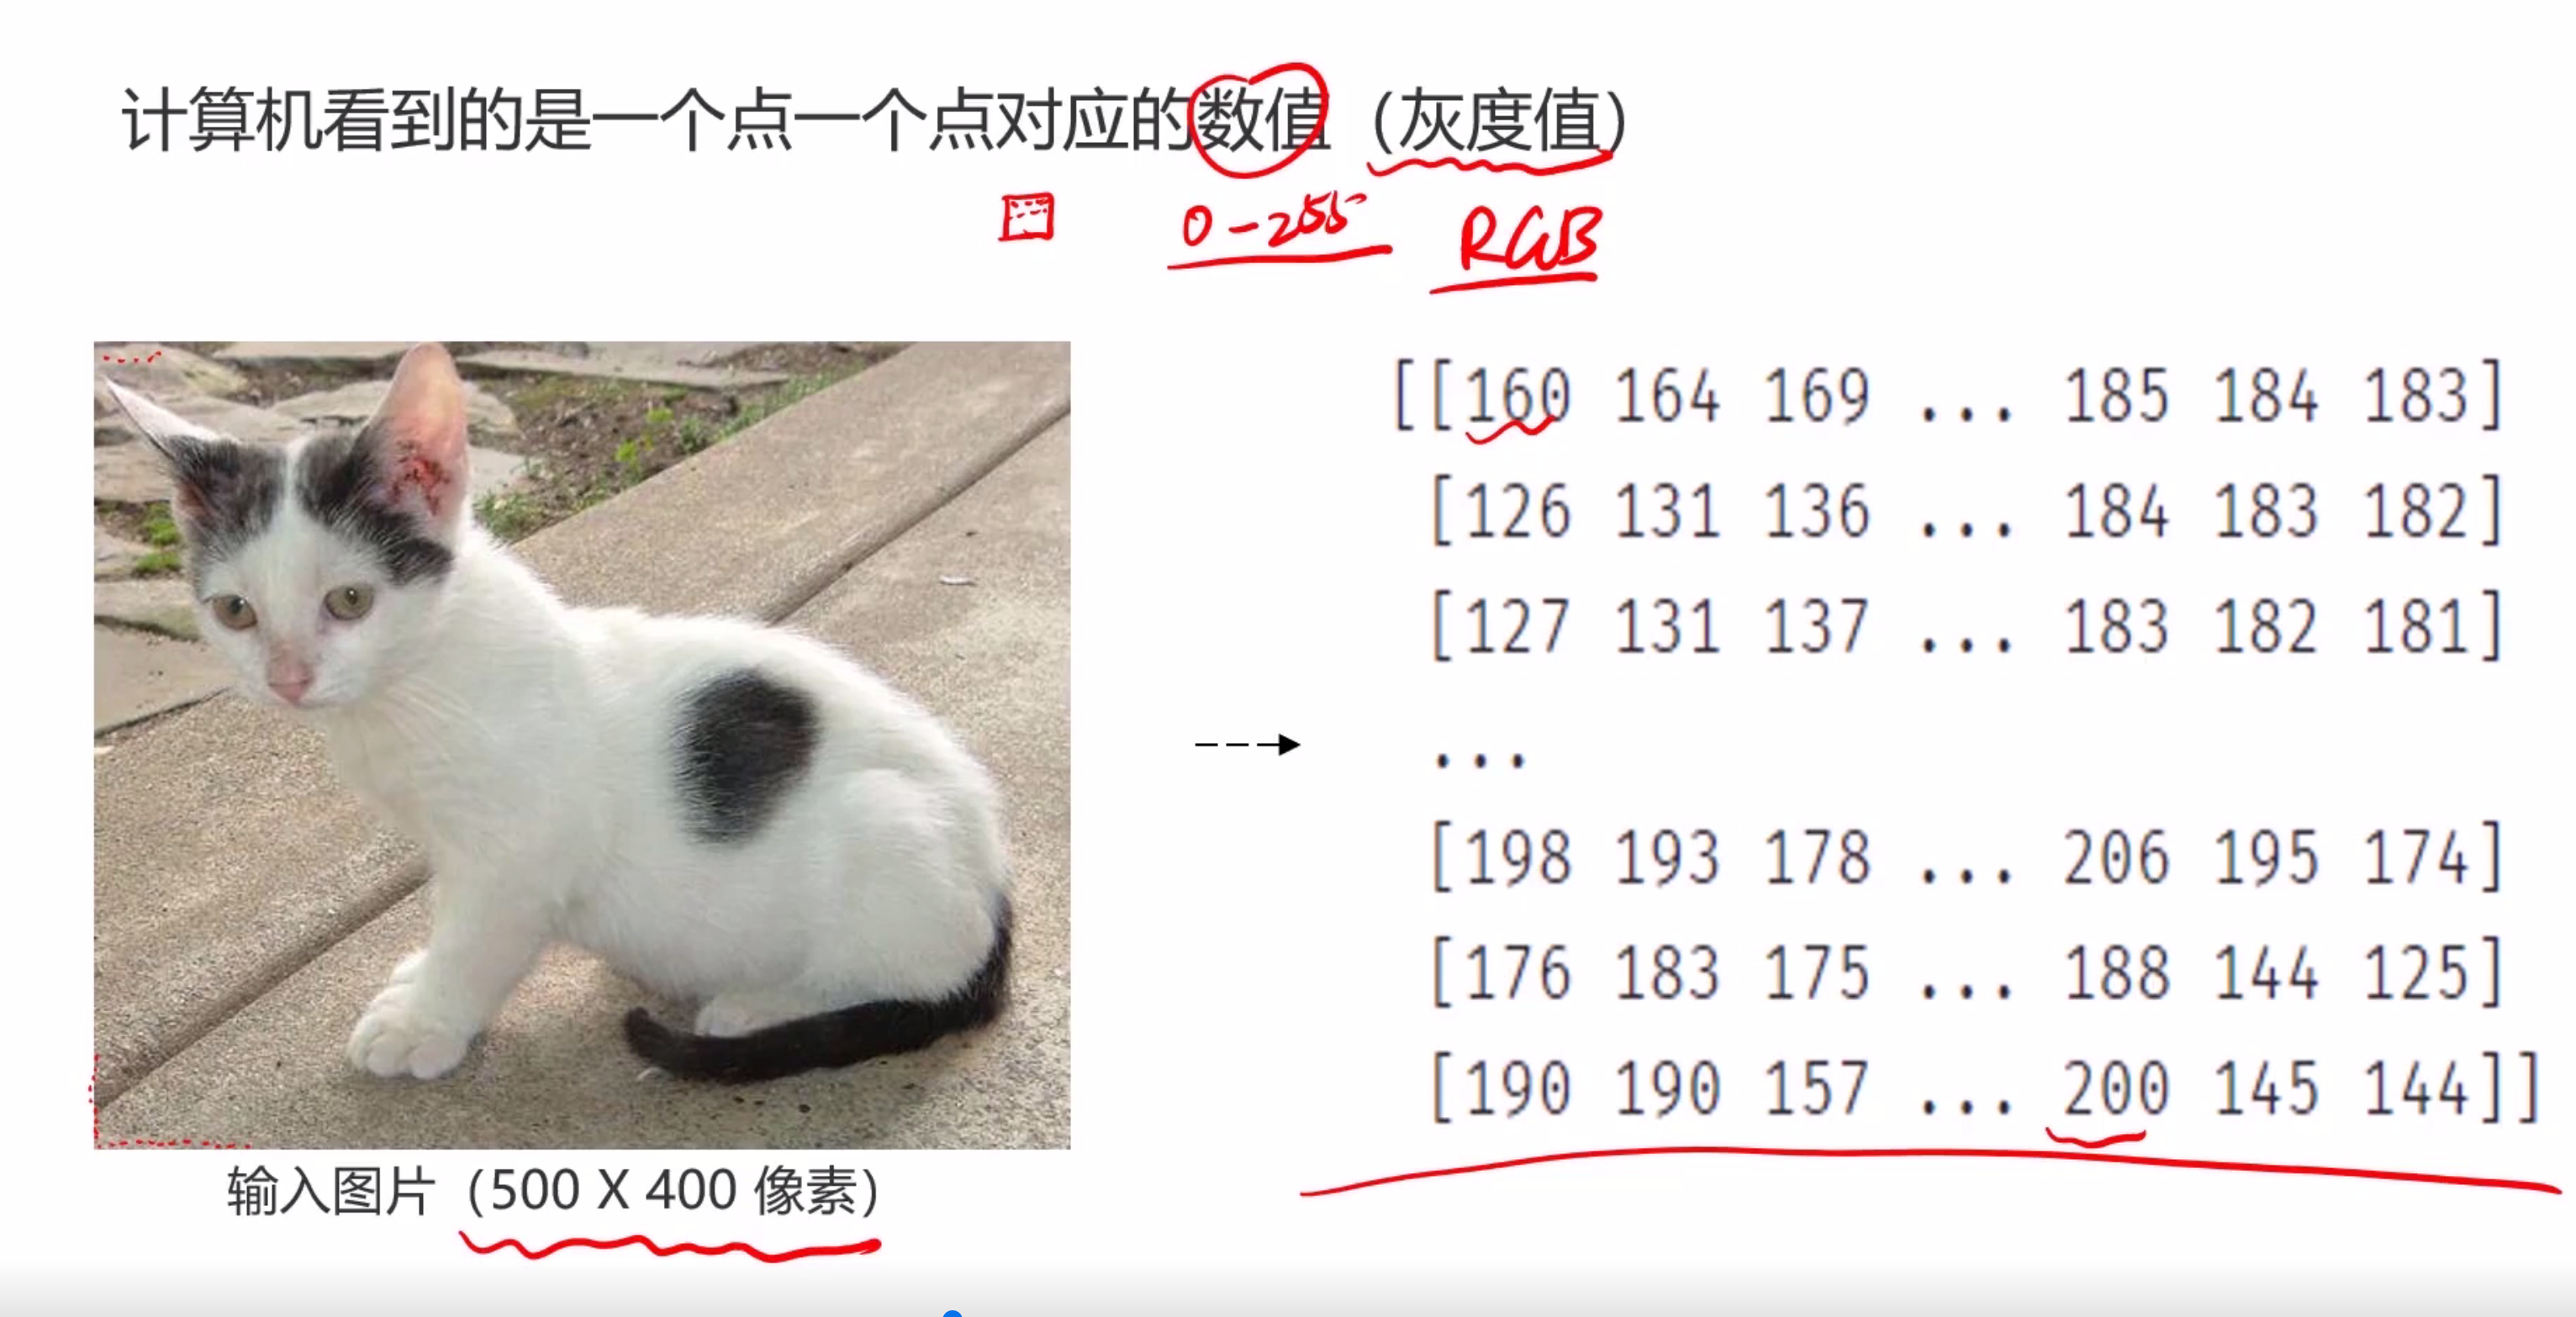 计算机看到的是一个点一个点对应的数值（灰度值）
0-255 RGB
[[160 164 169 ... 185 184 183]
[126 131 136 ... 184 183 182]
[127 131 137 ... 183 182 181]
...
[198 193 178 ... 206 195 174]
[176 183 175 ... 188 144 125]
[190 190 157 ... 200 145 144]]
输入图片（500 X 400 像素）